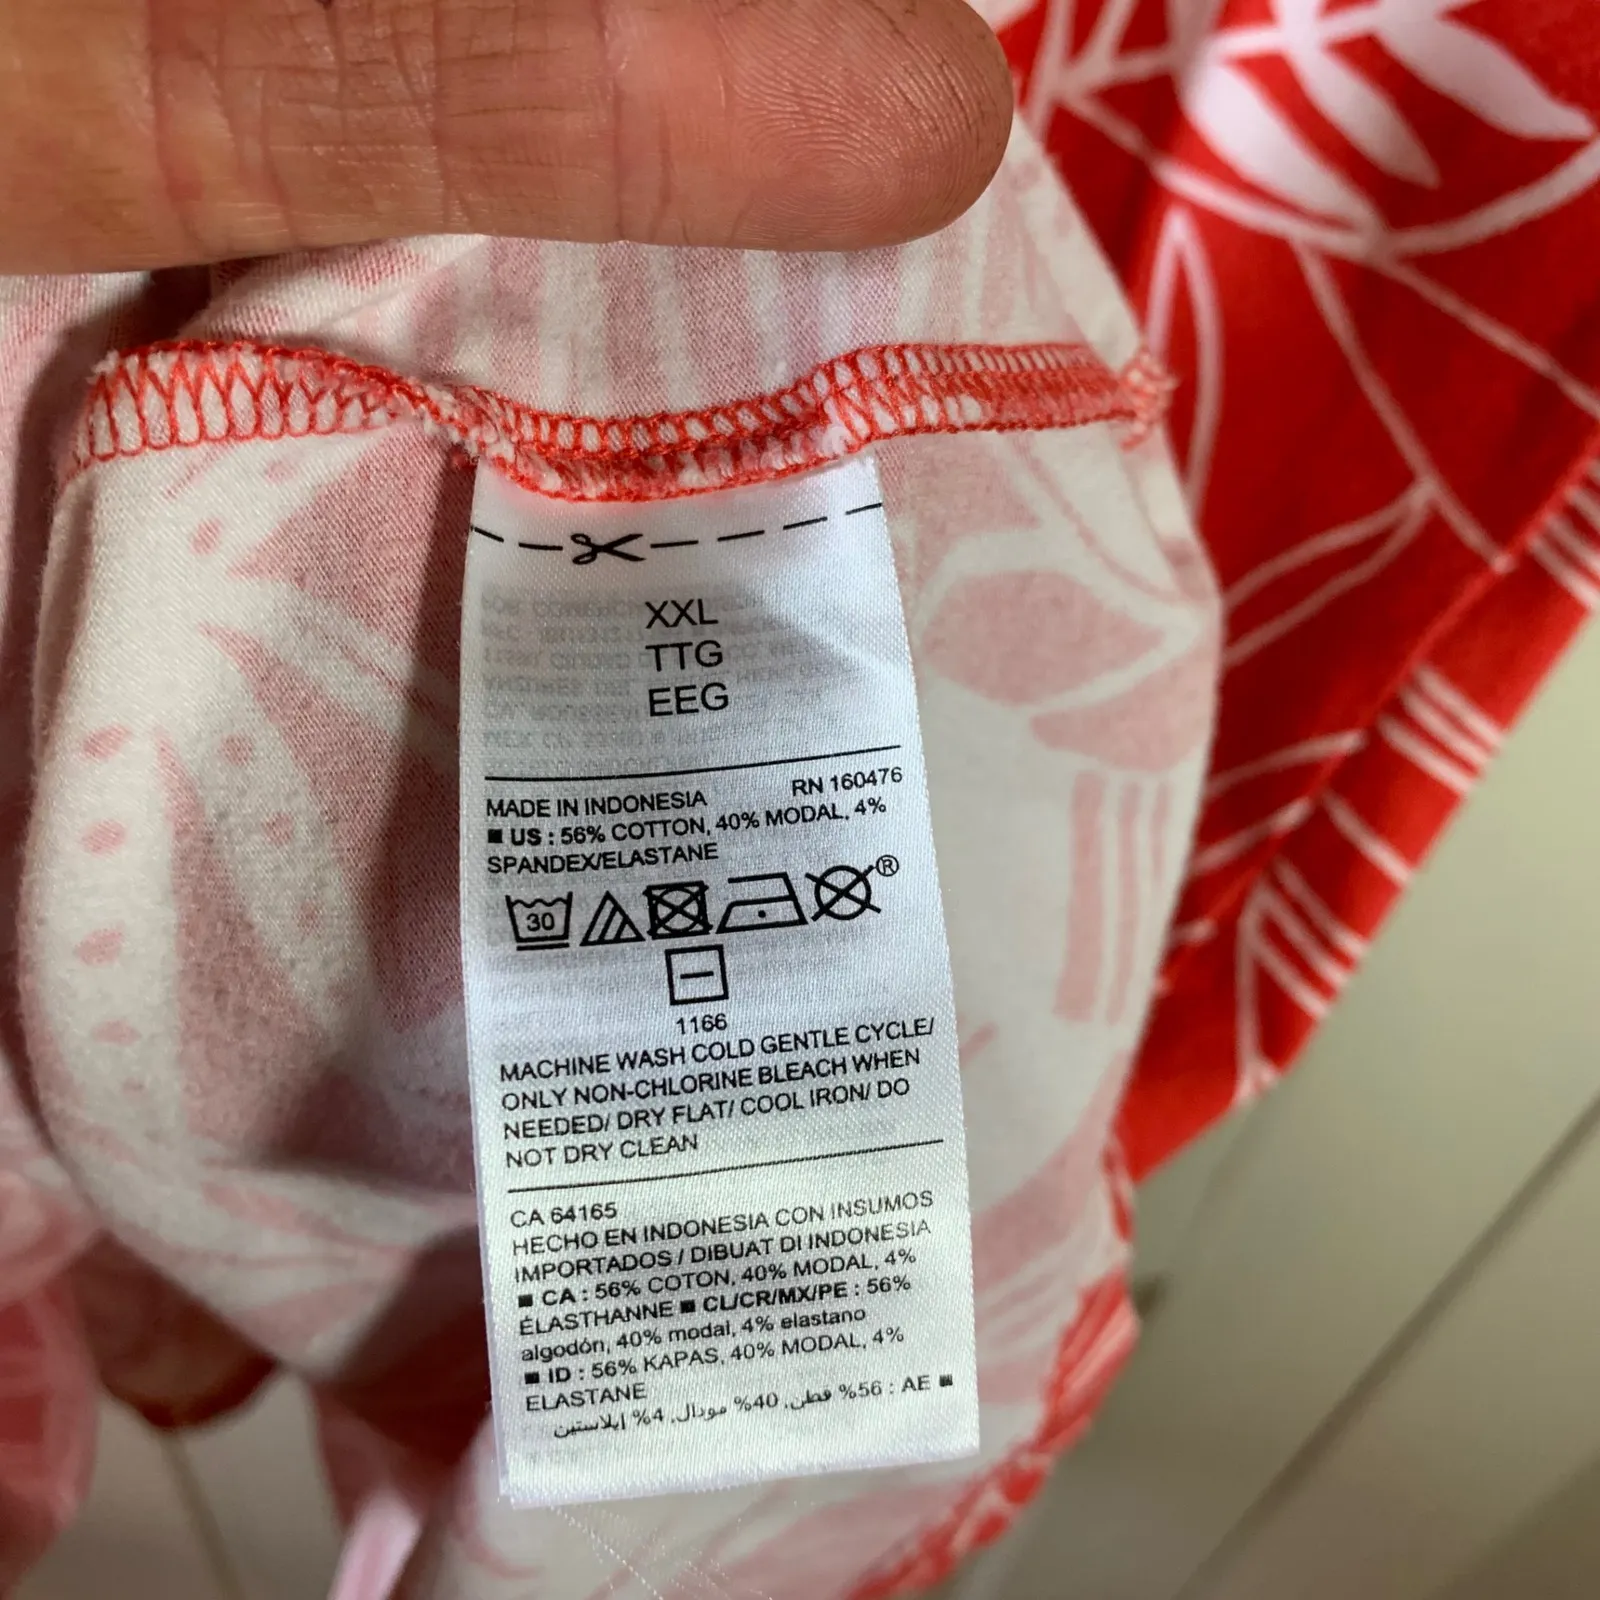 XXL
TTG
EEG
MADE IN INDONESIA RN 160476
■ US : 56% COTTON, 40% MODAL, 4%
SPANDEX/ELASTANE
30
®
1166
MACHINE WASH COLD GENTLE CYCLE/
ONLY NON-CHLORINE BLEACH WHEN
NEEDED/ DRY FLAT/ COOL IRON/ DO
NOT DRY CLEAN
CA 64165
HECHO EN INDONESIA CON INSUMOS
IMPORTADOS / DIBUAT DI INDONESIA
■ CA : 56% COTON, 40% MODAL, 4%
ÉLASTHANNE ■ CL/CR/MX/PE : 56%
algodón, 40% modal, 4% elastano
■ ID : 56% KAPAS, 40% MODAL, 4%
ELASTANE
■ AE : 56% قطن, 40% مودال, 4% إيلاستين